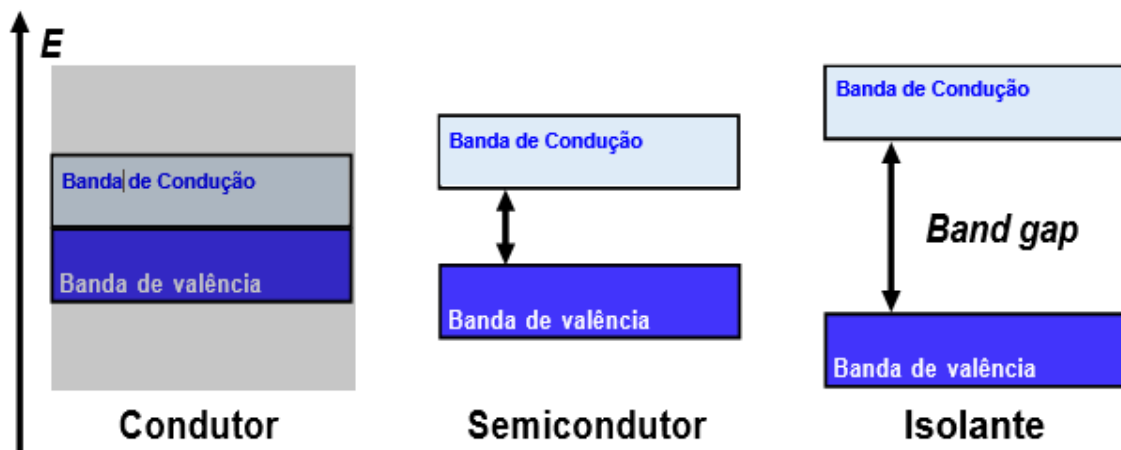 E
Banda de Condução
Banda de valência
Condutor
Banda de Condução
Banda de valência
Semicondutor
Banda de Condução
Band gap
Banda de valência
Isolante